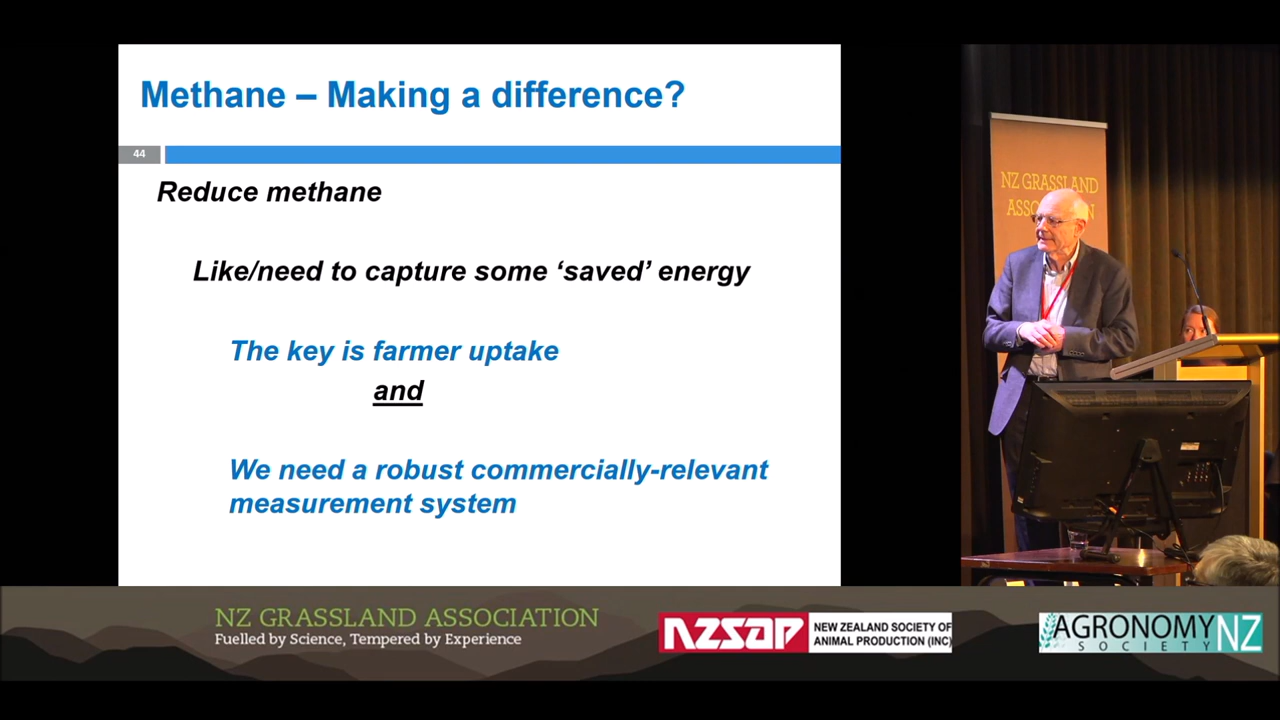 Methane – Making a difference?
44
Reduce methane
Like/need to capture some ‘saved’ energy
The key is farmer uptake
and
We need a robust commercially-relevant
measurement system
NZ GRASSLAND
NZ GRASSLAND ASSOCIATION
Fuelled by Science, Tempered by Experience
NZSAP
NEW ZEALAND SOCIETY OF
ANIMAL PRODUCTION (INC)
AGRONOMY NZ
SOCIETY